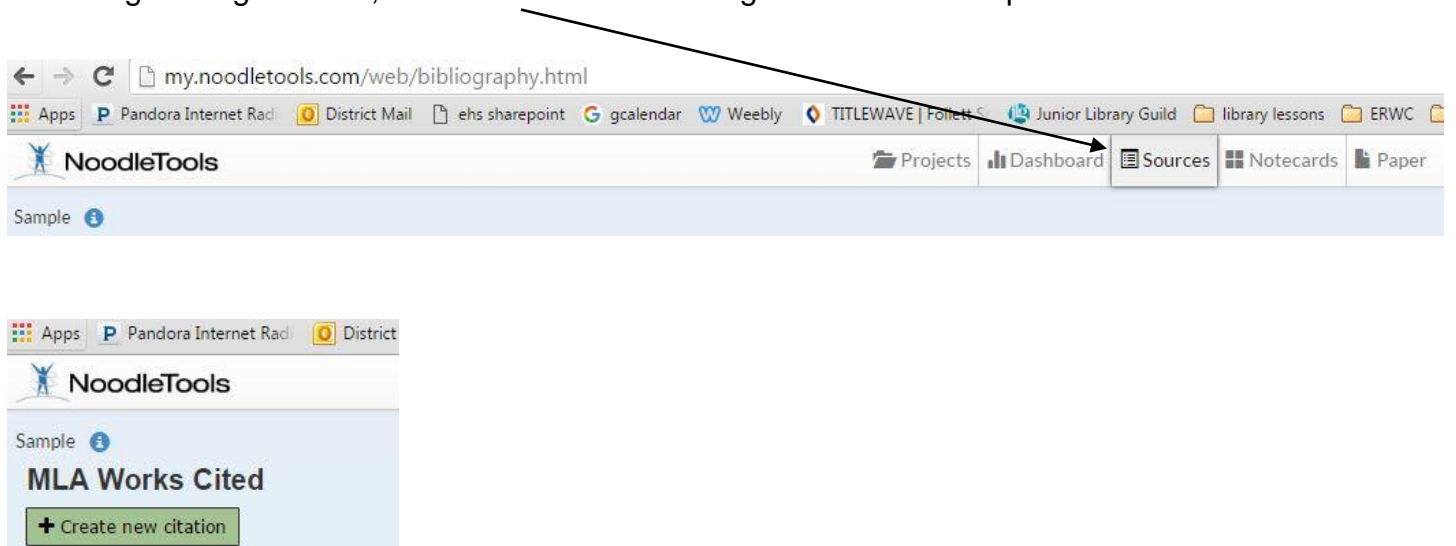 my.noodletools.com/web/bibliography.html
Apps P Pandora Internet Radi District Mail ehs sharepoint G gcalendar Weebly TITLEWAVE | Follett S Junior Library Guild library lessons ERWC
NoodleTools Projects Dashboard Sources Notecards Paper
Sample
Apps P Pandora Internet Rad District
NoodleTools
Sample
MLA Works Cited
+ Create new citation